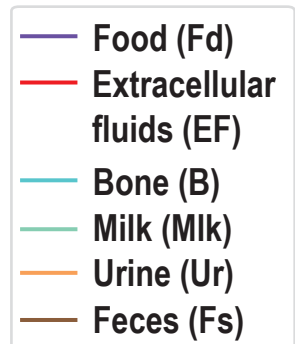 Food (Fd)
Extracellular
fluids (EF)
Bone (B)
Milk (Mlk)
Urine (Ur)
Feces (Fs)